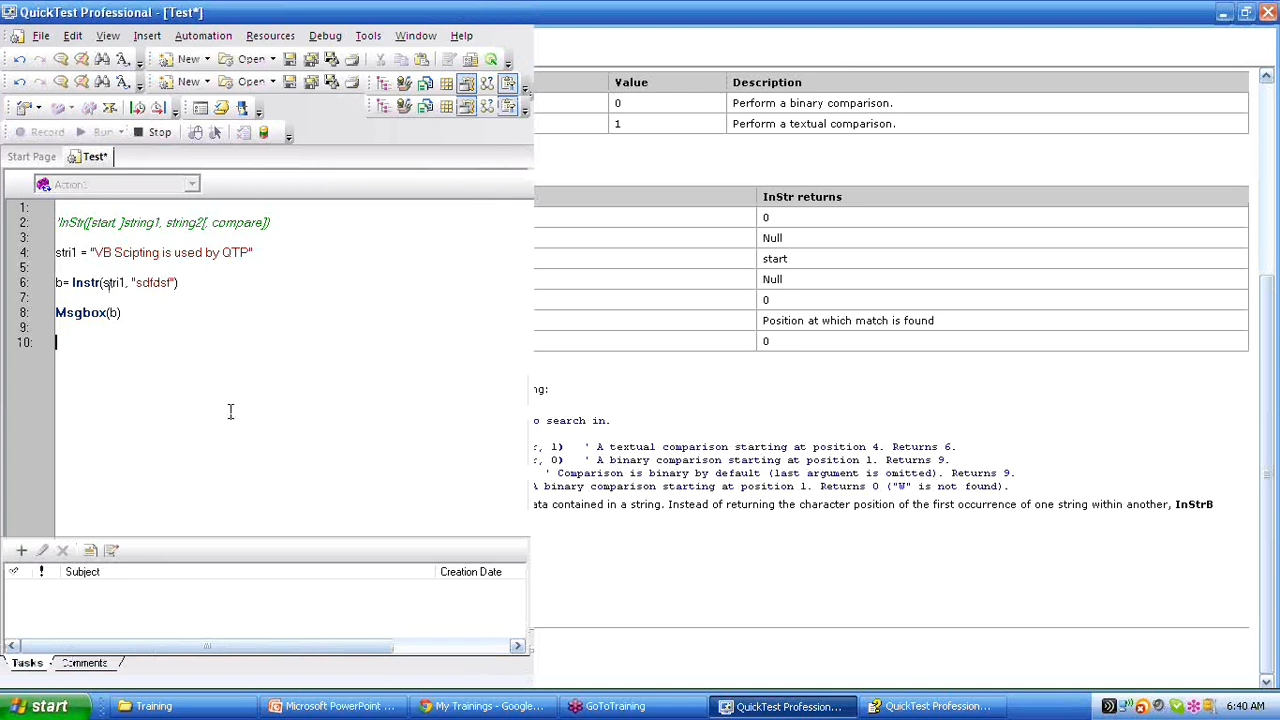 QuickTest Professional - [Test*]
File Edit View Insert Automation Resources Debug Tools Window Help
New Open
New Open
Record Run Stop
Start Page Test*
Action1
1:
2: 'InStr([start, ]string1, string2[, compare])
3:
4: stri1 = "VB Scipting is used by QTP"
5:
6: b= Instr(stri1, "sdfdsf")
7:
8: Msgbox(b)
9:
10:
Subject Creation Date
Tasks Comments
Value Description
0 Perform a binary comparison.
1 Perform a textual comparison.
InStr returns
0
Null
start
Null
0
Position at which match is found
0
ng:
o search in.
r, 1) ' A textual comparison starting at position 4. Returns 6.
r, 0) ' A binary comparison starting at position 1. Returns 9.
' Comparison is binary by default (last argument is omitted). Returns 9.
A binary comparison starting at position 1. Returns 0 ("W" is not found).
ata contained in a string. Instead of returning the character position of the first occurrence of one string within another, InStrB
start Training Microsoft PowerPoint ... My Trainings - Google... GoToTraining QuickTest Profession... QuickTest Profession... 6:40 AM